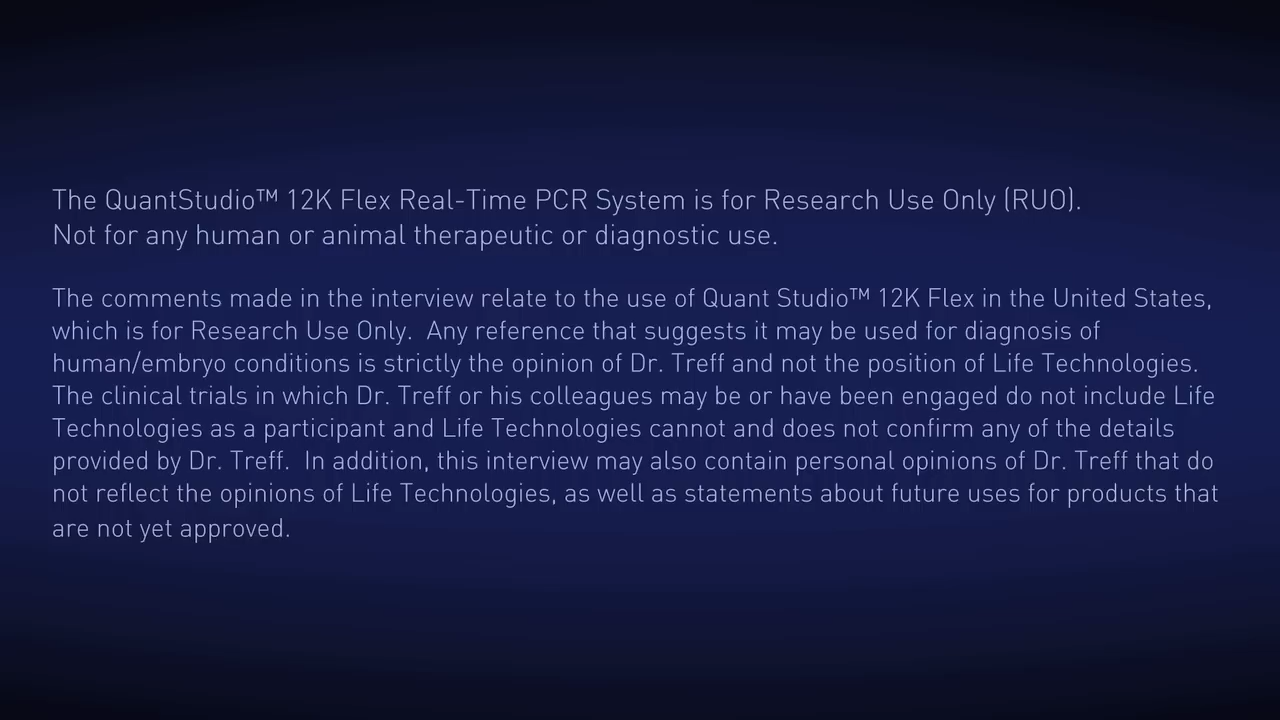 The QuantStudio™ 12K Flex Real-Time PCR System is for Research Use Only (RUO).
Not for any human or animal therapeutic or diagnostic use.
The comments made in the interview relate to the use of Quant Studio™ 12K Flex in the United States,
which is for Research Use Only.  Any reference that suggests it may be used for diagnosis of
human/embryo conditions is strictly the opinion of Dr. Treff and not the position of Life Technologies.
The clinical trials in which Dr. Treff or his colleagues may be or have been engaged do not include Life
Technologies as a participant and Life Technologies cannot and does not confirm any of the details
provided by Dr. Treff.  In addition, this interview may also contain personal opinions of Dr. Treff that do
not reflect the opinions of Life Technologies, as well as statements about future uses for products that
are not yet approved.